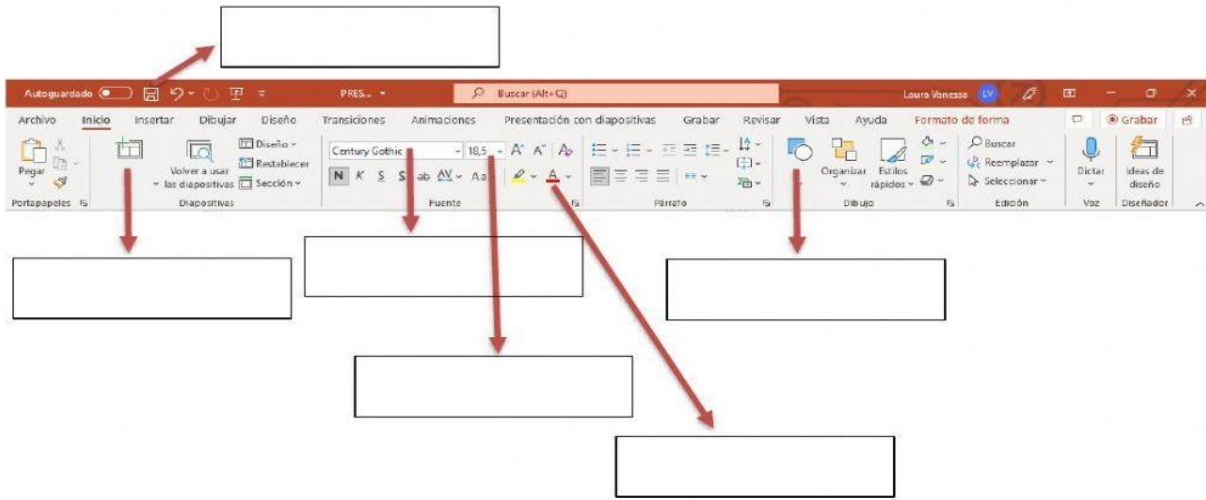 Autoguardado PRES... Buscar (Alt+Q) Laura Vanessa LV
Archivo Inicio Insertar Dibujar Diseño Transiciones Animaciones Presentación con diapositivas Grabar Revisar Vista Ayuda Formato de forma Grabar
Pegar
Volver a usar
las diapositivas
Diseño
Restablecer
Sección
Century Gothic 18,5 A A A
N K S S ab AV Aa A
Organizar
Estilos
rápidos
Buscar
Reemplazar
Seleccionar
Dictar
Ideas de
diseño
Portapapeles Diapositivas Fuente Párrafo Dibujo Edición Voz Diseñador